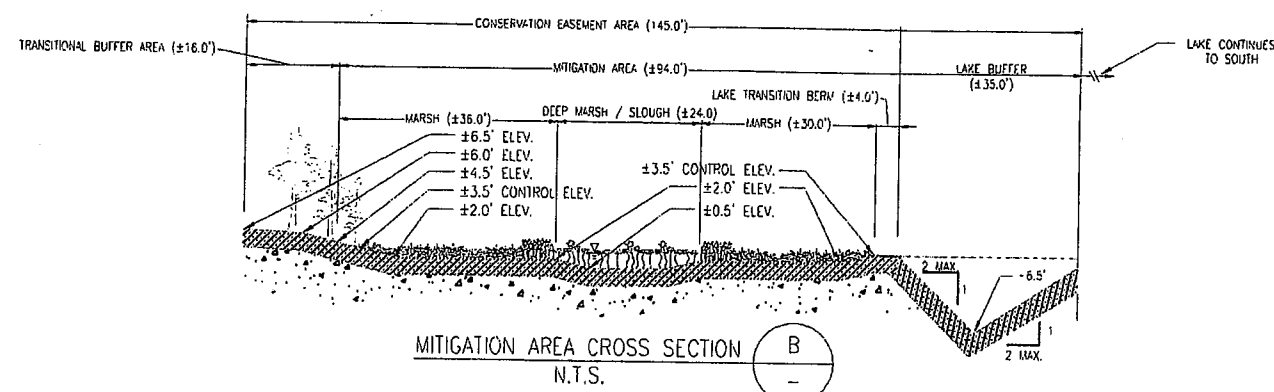 CONSERVATION EASEMENT AREA (145.0')
TRANSITIONAL BUFFER AREA (±16.0')
LAKE CONTINUES
TO SOUTH
MITIGATION AREA (±94.0')
LAKE BUFFER
(±35.0')
LAKE TRANSITION BERM (±4.0')
MARSH (±36.0')
DEEP MARSH / SLOUGH (±24.0)
MARSH (±30.0')
±6.5' ELEV.
±6.0' ELEV.
±4.5' ELEV.
±3.5' CONTROL ELEV.
±2.0' ELEV.
±3.5' CONTROL ELEV.
±2.0' ELEV.
±0.5' ELEV.
2 MAX.
1
-6.5'
1
2 MAX.
MITIGATION AREA CROSS SECTION
B
–
N.T.S.